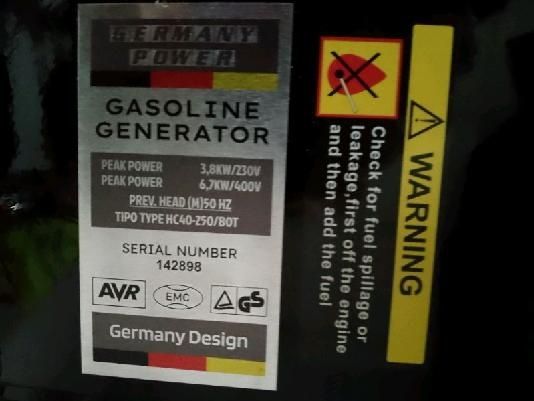 GERMANY
POWER
GASOLINE
GENERATOR
PEAK POWER 3,8KW/230V
PEAK POWER 6,7KW/400V
PREV. HEAD (M)50 HZ
TIPO TYPE HC40-250/BOT
SERIAL NUMBER
142898
AVR EMC GS
Germany Design
WARNING
Check for fuel spillage or
leakage,first off the engine
and then add the fuel